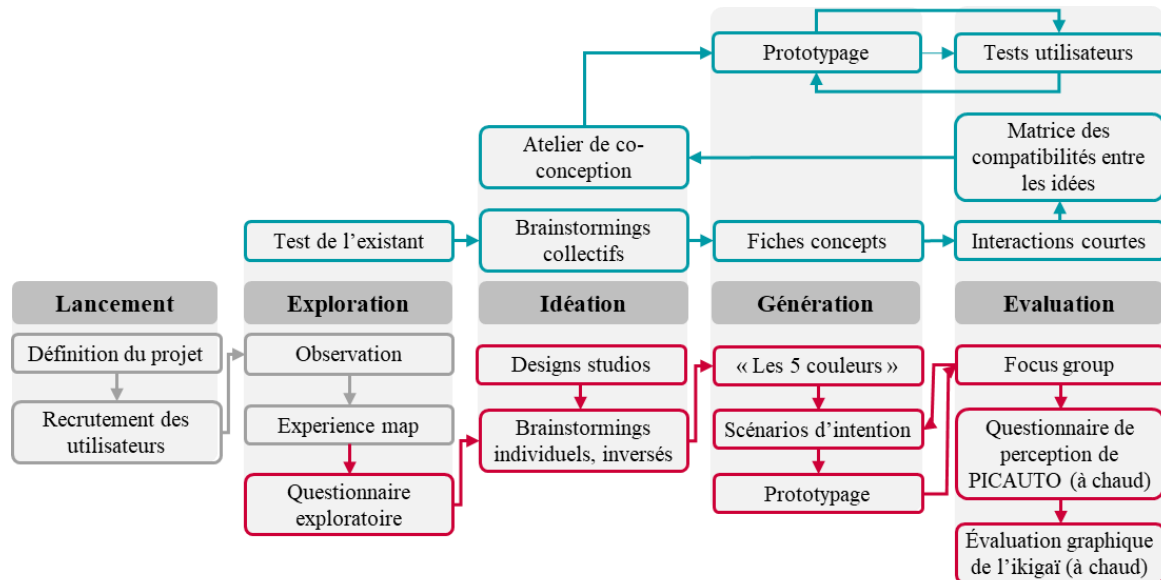 Prototypage
Tests utilisateurs
Atelier de co-
conception
Matrice des
compatibilités entre
les idées
Test de l’existant
Brainstormings
collectifs
Fiches concepts
Interactions courtes
Lancement
Exploration
Idéation
Génération
Evaluation
Définition du projet
Observation
Designs studios
« Les 5 couleurs »
Focus group
Recrutement des
utilisateurs
Experience map
Brainstormings
individuels, inversés
Scénarios d’intention
Questionnaire de
perception de
PICAUTO (à chaud)
Questionnaire
exploratoire
Prototypage
Évaluation graphique
de l’ikigaï (à chaud)